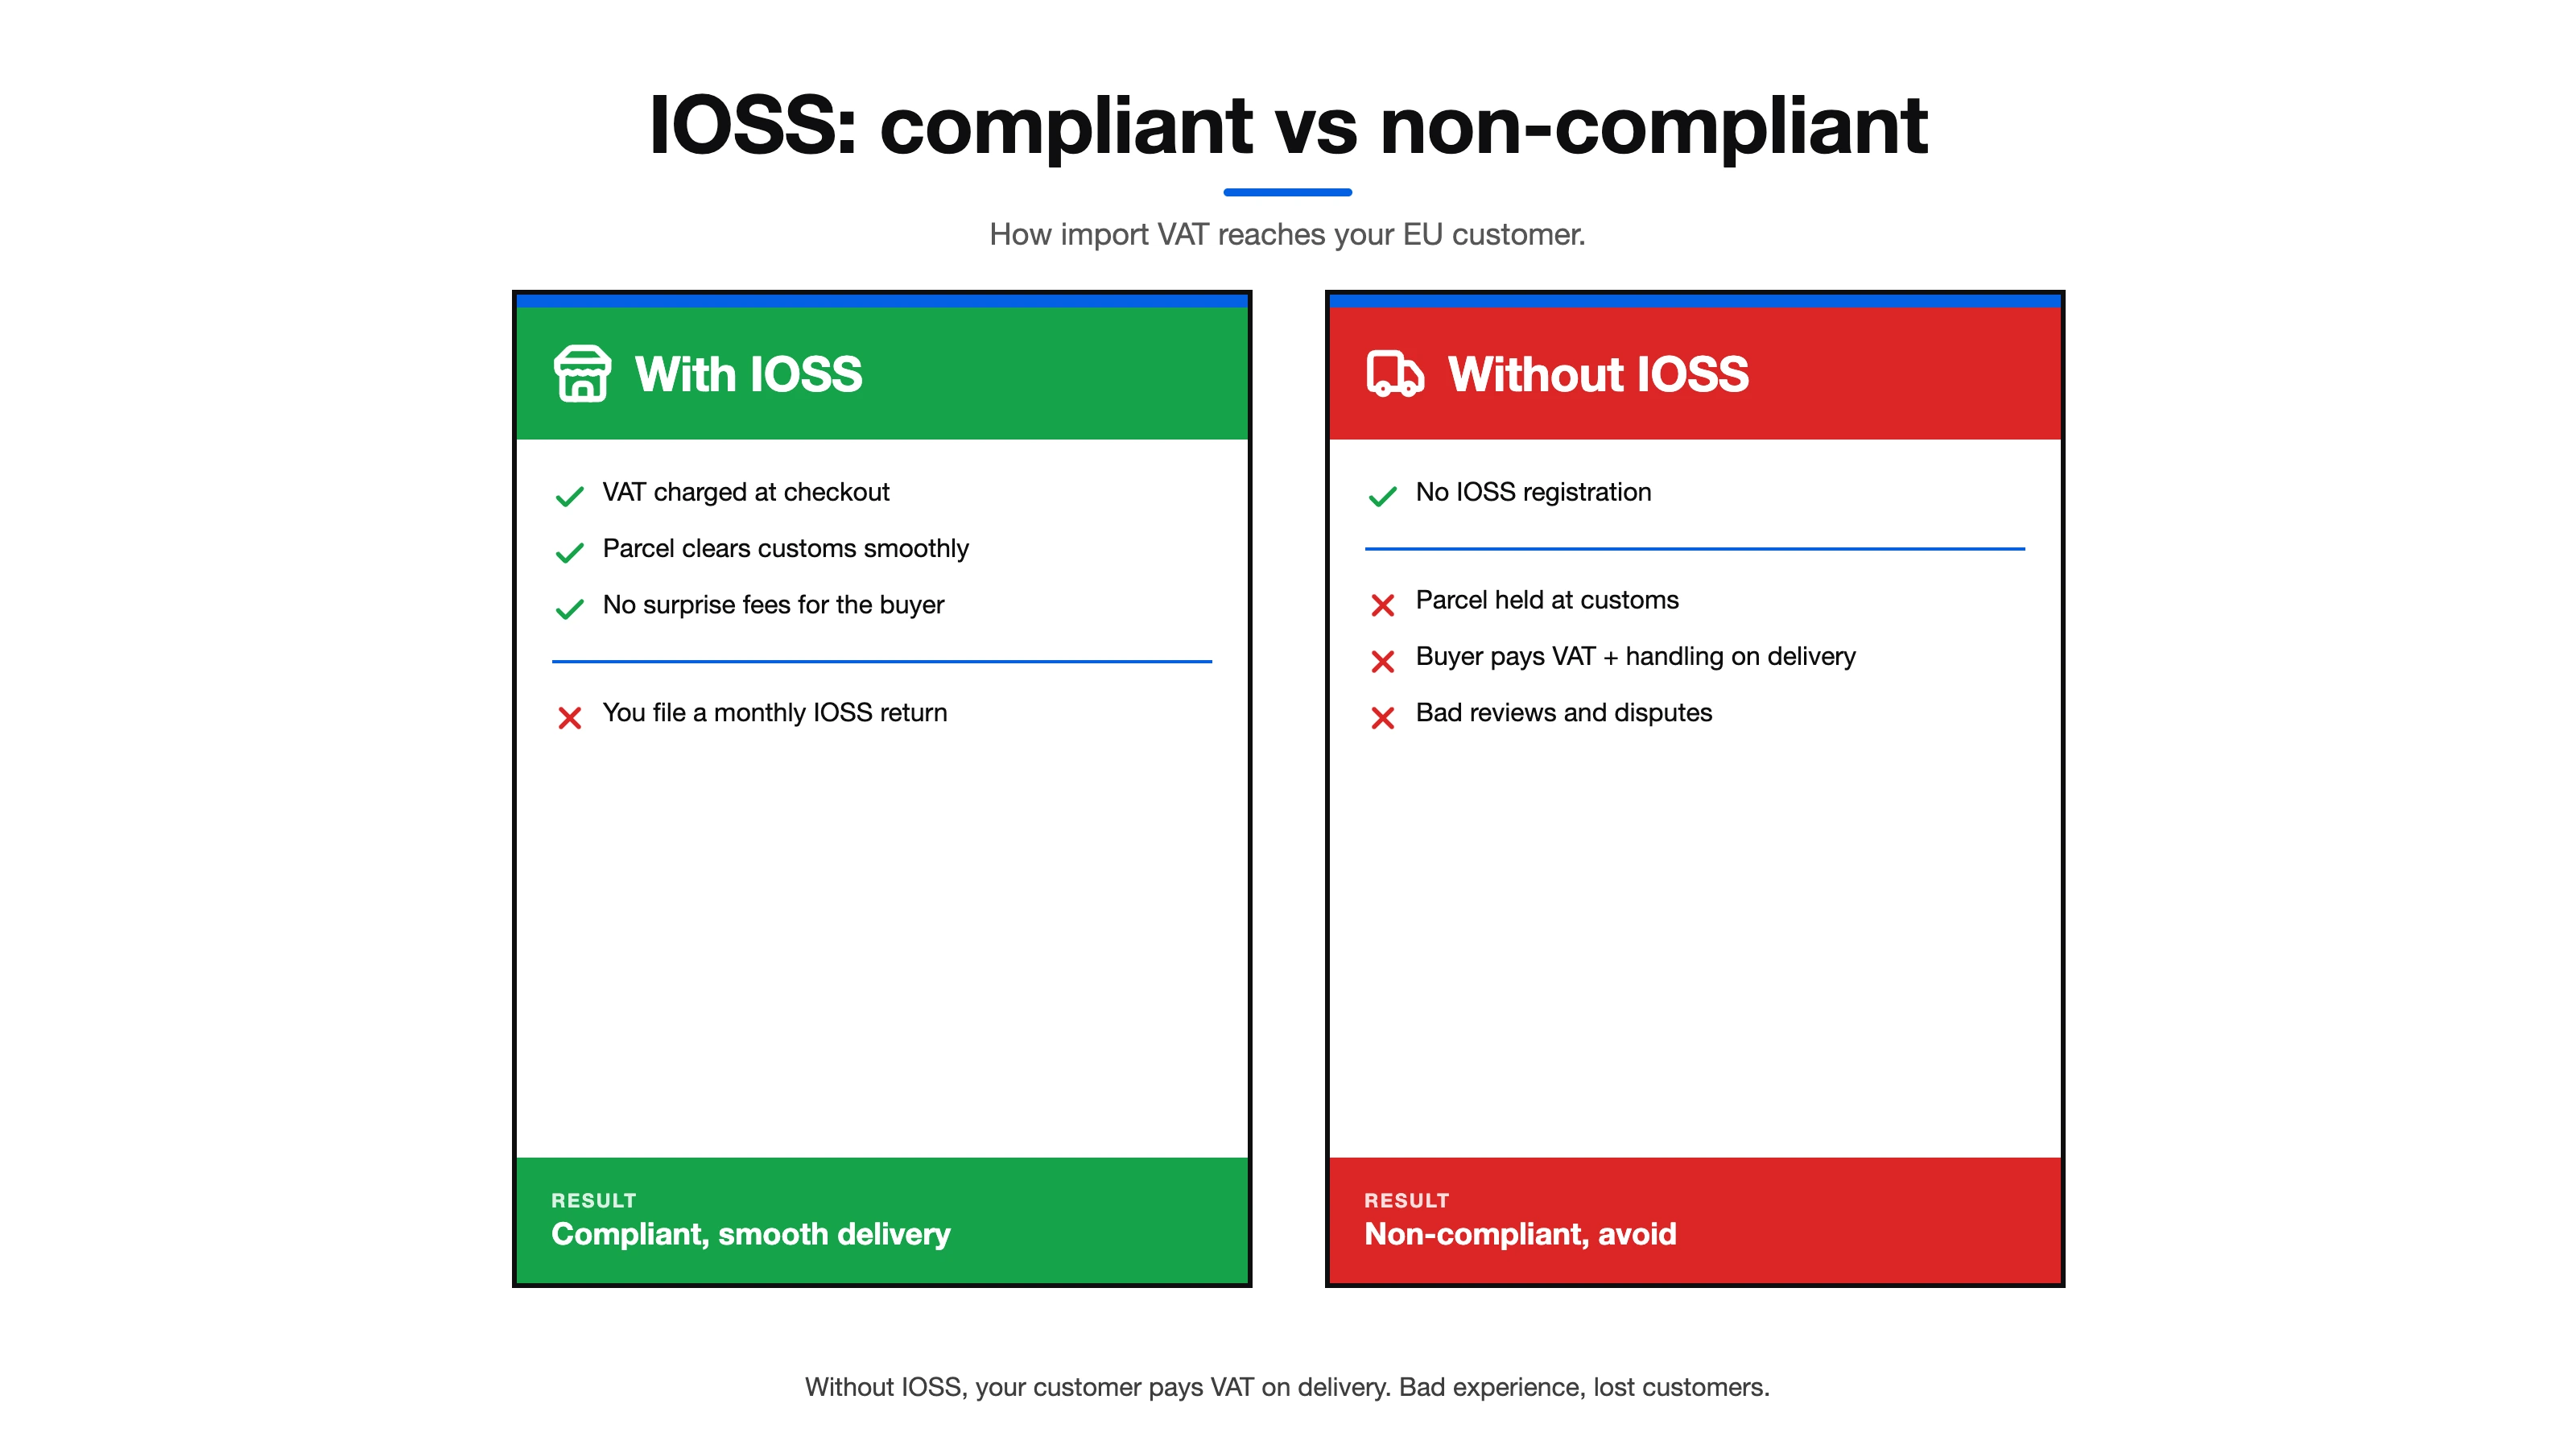 IOSS: compliant vs non-compliant
How import VAT reaches your EU customer.
With IOSS
VAT charged at checkout
Parcel clears customs smoothly
No surprise fees for the buyer
You file a monthly IOSS return
RESULT
Compliant, smooth delivery
Without IOSS
No IOSS registration
Parcel held at customs
Buyer pays VAT + handling on delivery
Bad reviews and disputes
RESULT
Non-compliant, avoid
Without IOSS, your customer pays VAT on delivery. Bad experience, lost customers.